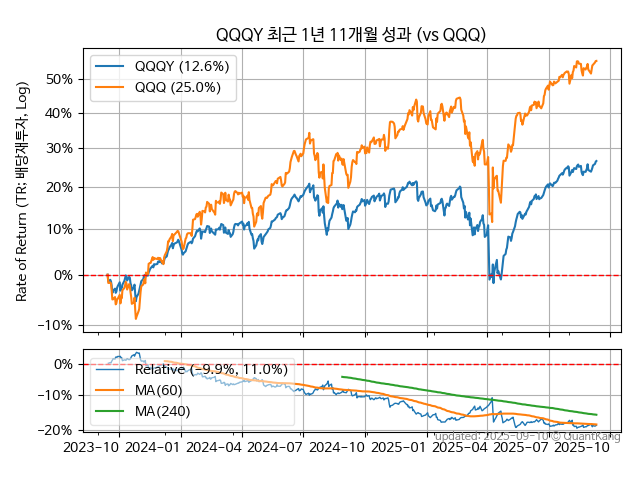 QQQY 최근 1년 11개월 성과 (vs QQQ)
Rate of Return (TR: 배당재투자, Log)
QQQY (12.6%)
QQQ (25.0%)
50%
40%
30%
20%
10%
0%
−10%
Relative (−9.9%, 11.0%)
MA(60)
MA(240)
0%
−10%
−20%
updated: 2025-09-10 © QuantKang
2023-10 2024-01 2024-04 2024-07 2024-10 2025-01 2025-04 2025-07 2025-10